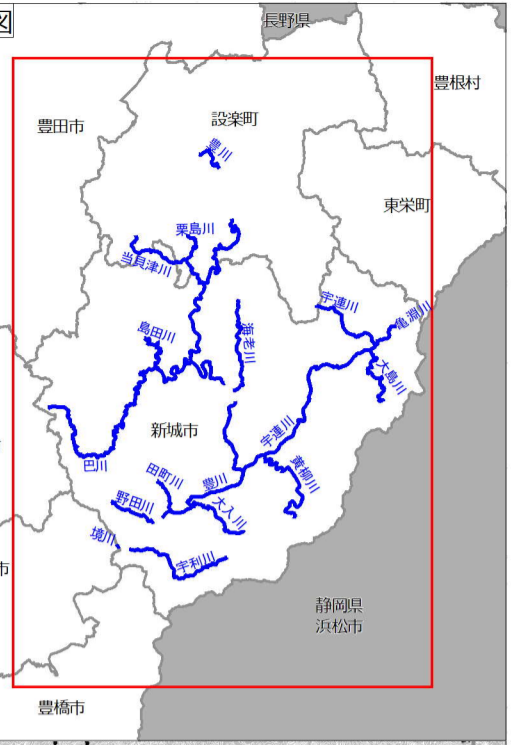 図
長野県
豊根村
豊田市
設楽町
豊川
東栄町
栗島川
当貝津川
宇連川
亀淵川
島田川
海老川
大島川
新城市
宇連川
巴川
田町川
豊川
黄柳川
野田川
大入川
境川
宇利川
市
静岡県
浜松市
豊橋市